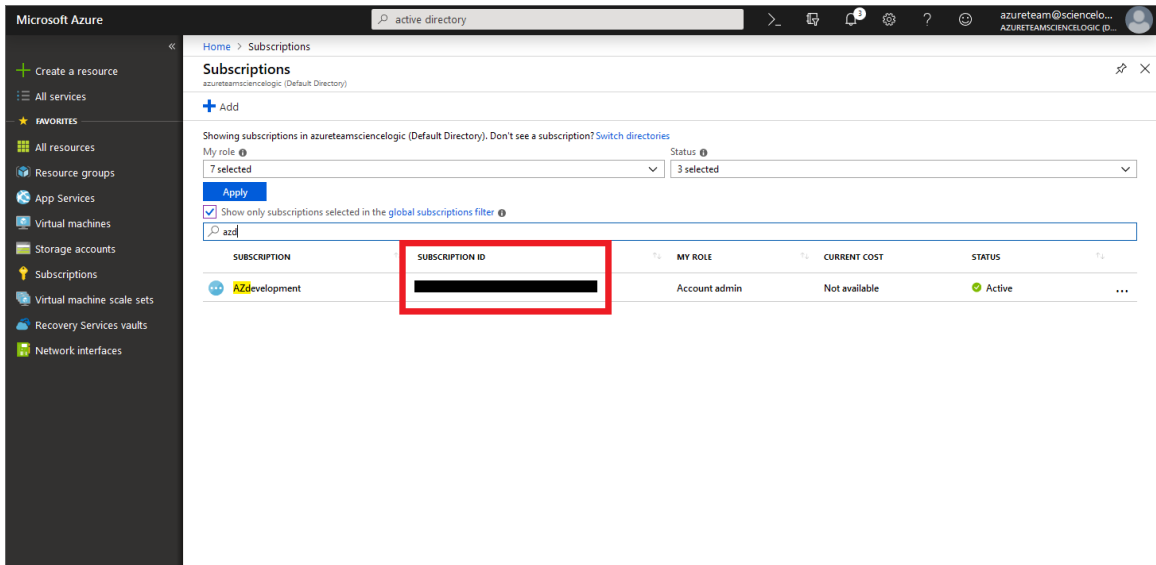 Microsoft Azure
active directory
3
azureteam@sciencelo...
AZURETEAMSCIENCELOGIC (D...
«
Create a resource
All services
FAVORITES
All resources
Resource groups
App Services
Virtual machines
Storage accounts
Subscriptions
Virtual machine scale sets
Recovery Services vaults
Network interfaces
Home > Subscriptions
Subscriptions
azureteamsciencelogic (Default Directory)
Add
Showing subscriptions in azureteamsciencelogic (Default Directory). Don't see a subscription? Switch directories
My role Status
7 selected 3 selected
Apply
Show only subscriptions selected in the global subscriptions filter
azd
SUBSCRIPTION SUBSCRIPTION ID MY ROLE CURRENT COST STATUS
AZdevelopment Account admin Not available Active ...